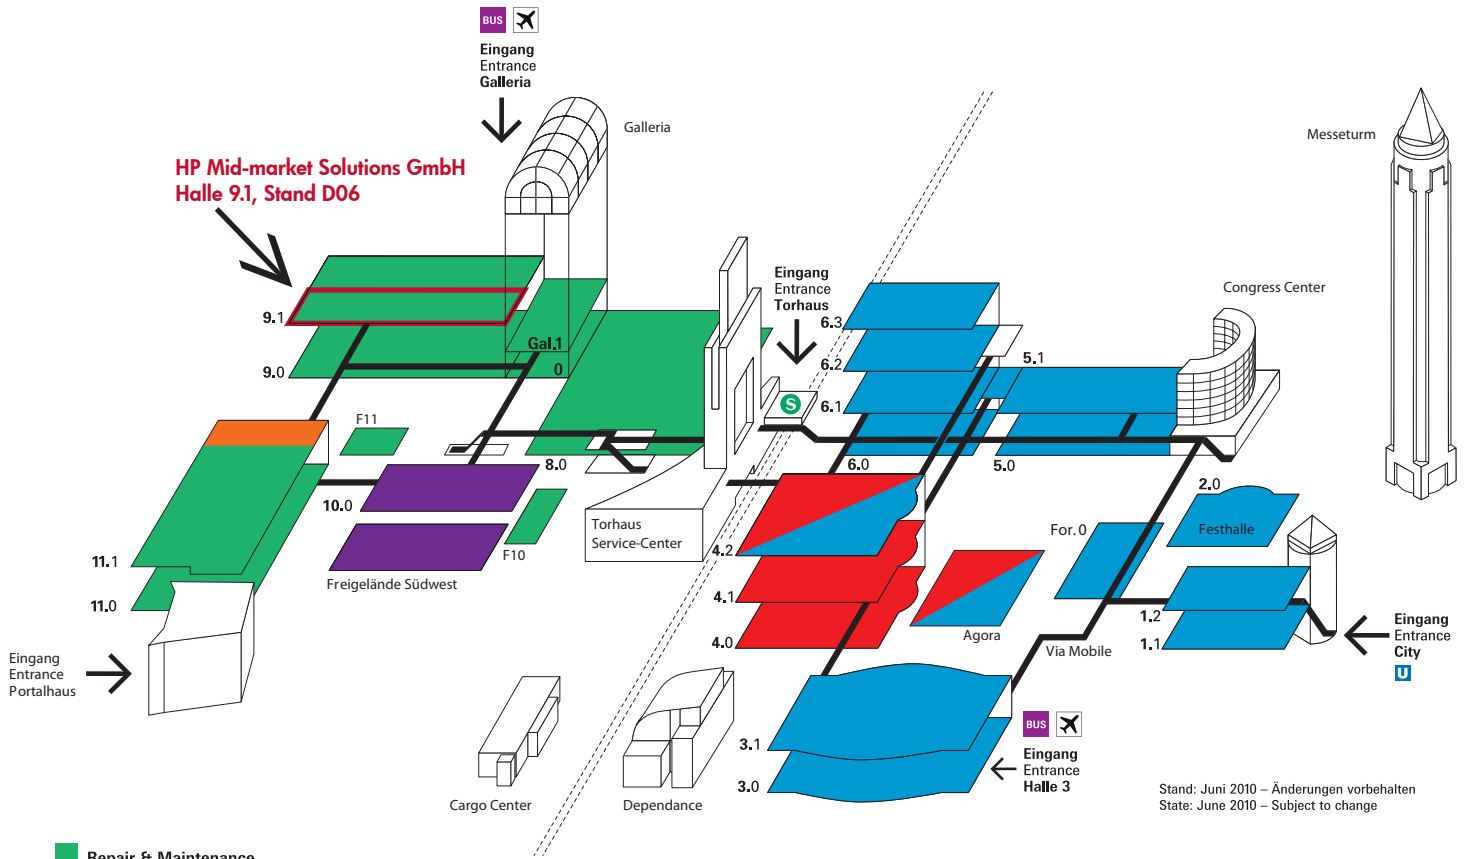 BUS
Eingang
Entrance
Galleria
Galleria
Messeturm
HP Mid-market Solutions GmbH
Halle 9.1, Stand D06
Eingang
Entrance
Torhaus
Congress Center
9.1
Gal.1
0
9.0
6.3
6.2
6.1
6.0
5.1
5.0
S
F11
8.0
10.0
F10
Freigelände Südwest
11.1
11.0
Torhaus
Service-Center
4.2
4.1
4.0
Agora
For. 0
2.0
Festhalle
1.2
1.1
Via Mobile
Eingang
Entrance
City
U
Eingang
Entrance
Portalhaus
3.1
3.0
BUS
Eingang
Entrance
Halle 3
Cargo Center
Dependance
Stand: Juni 2010 – Änderungen vorbehalten
State: June 2010 – Subject to change
Repair & Maintenance